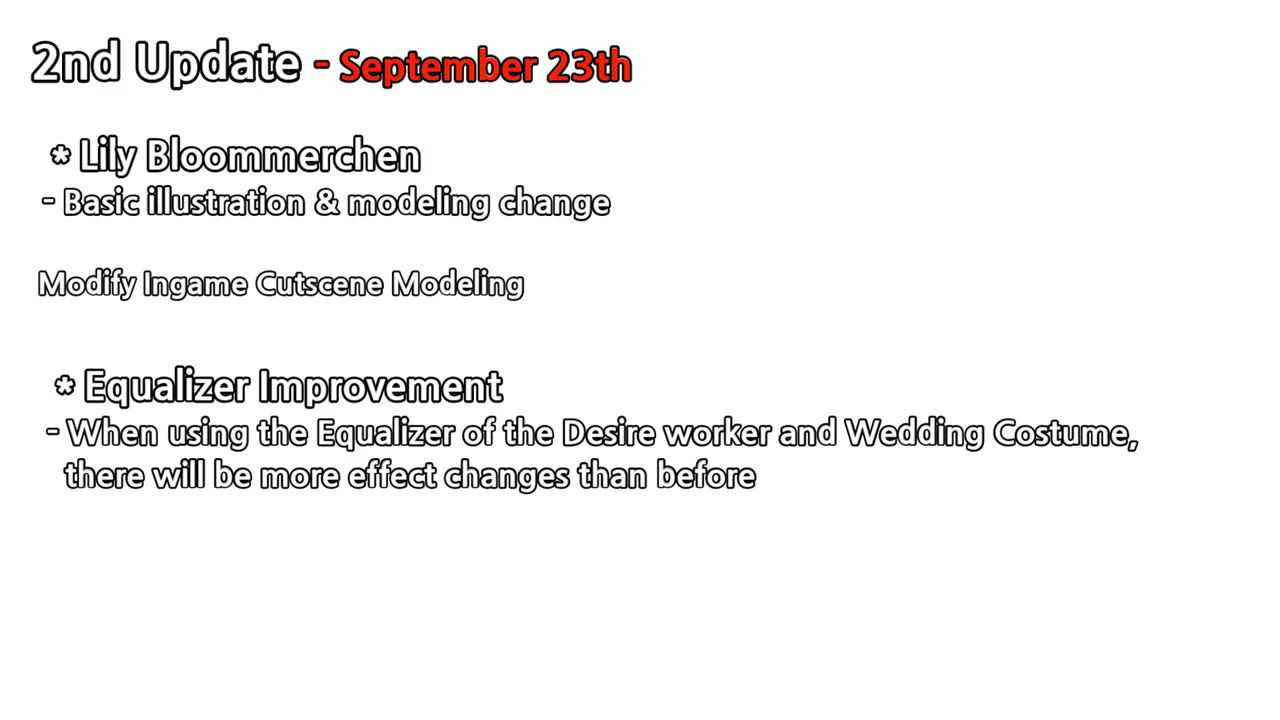 2nd Update - September 23th
* Lily Bloommerchen
- Basic illustration & modeling change
Modify Ingame Cutscene Modeling
* Equalizer Improvement
- When using the Equalizer of the Desire worker and Wedding Costume,
there will be more effect changes than before